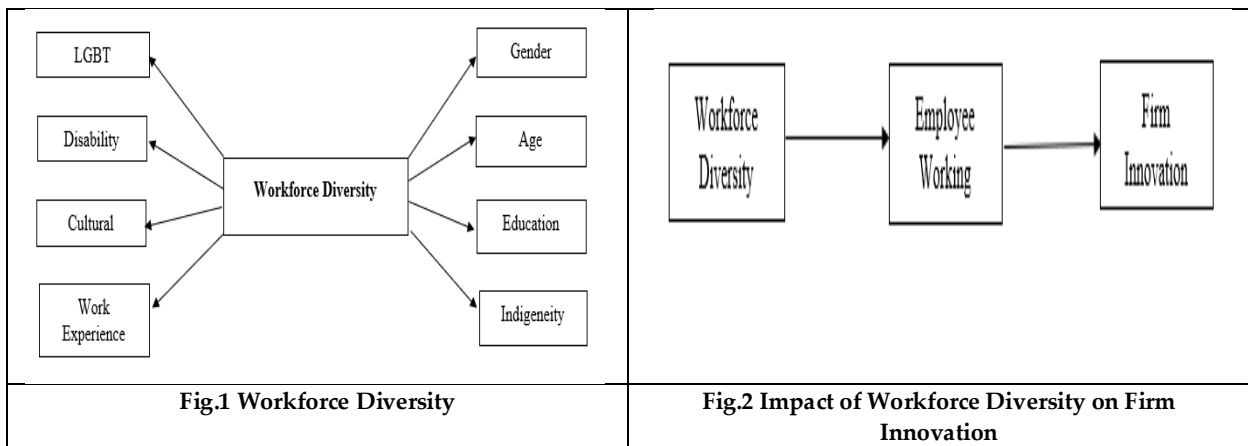 LGBT
Disability
Cultural
Work
Experience
Workforce Diversity
Gender
Age
Education
Indigeneity
Fig.1 Workforce Diversity
Workforce
Diversity
Employee
Working
Firm
Innovation
Fig.2 Impact of Workforce Diversity on Firm
Innovation